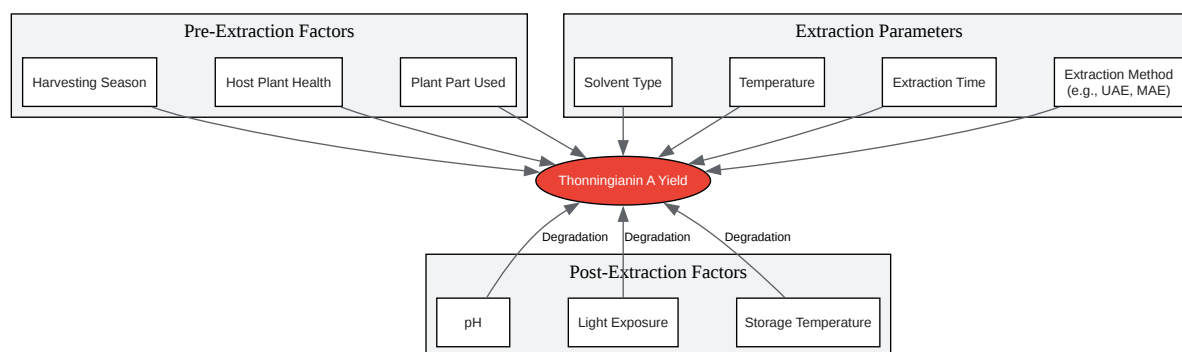 Pre-Extraction Factors
Harvesting Season
Host Plant Health
Plant Part Used
Extraction Parameters
Solvent Type
Temperature
Extraction Time
Extraction Method
(e.g., UAE, MAE)
Thonningianin A Yield
Degradation
Degradation
Degradation
Post-Extraction Factors
pH
Light Exposure
Storage Temperature